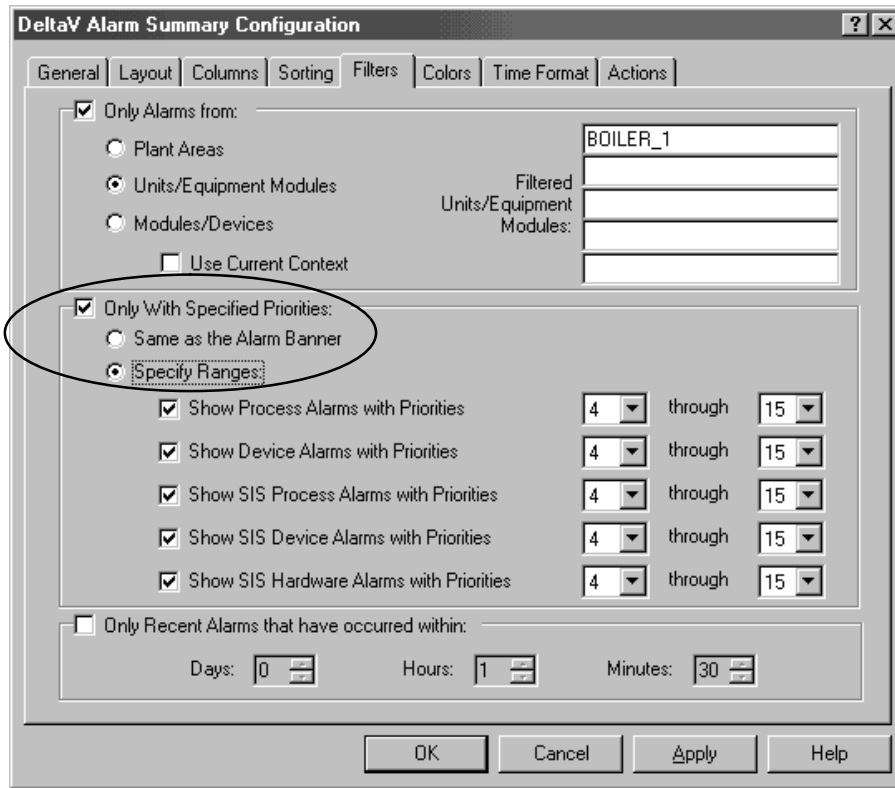 DeltaV Alarm Summary Configuration ? ×
General Layout Columns Sorting Filters Colors Time Format Actions
Only Alarms from:
Plant Areas
Units/Equipment Modules
Modules/Devices
Use Current Context
Filtered
Units/Equipment
Modules:
BOILER_1
Only With Specified Priorities:
Same as the Alarm Banner
Specify Ranges:
Show Process Alarms with Priorities 4 through 15
Show Device Alarms with Priorities 4 through 15
Show SIS Process Alarms with Priorities 4 through 15
Show SIS Device Alarms with Priorities 4 through 15
Show SIS Hardware Alarms with Priorities 4 through 15
Only Recent Alarms that have occurred within:
Days: 0 Hours: 1 Minutes: 30
OK Cancel Apply Help